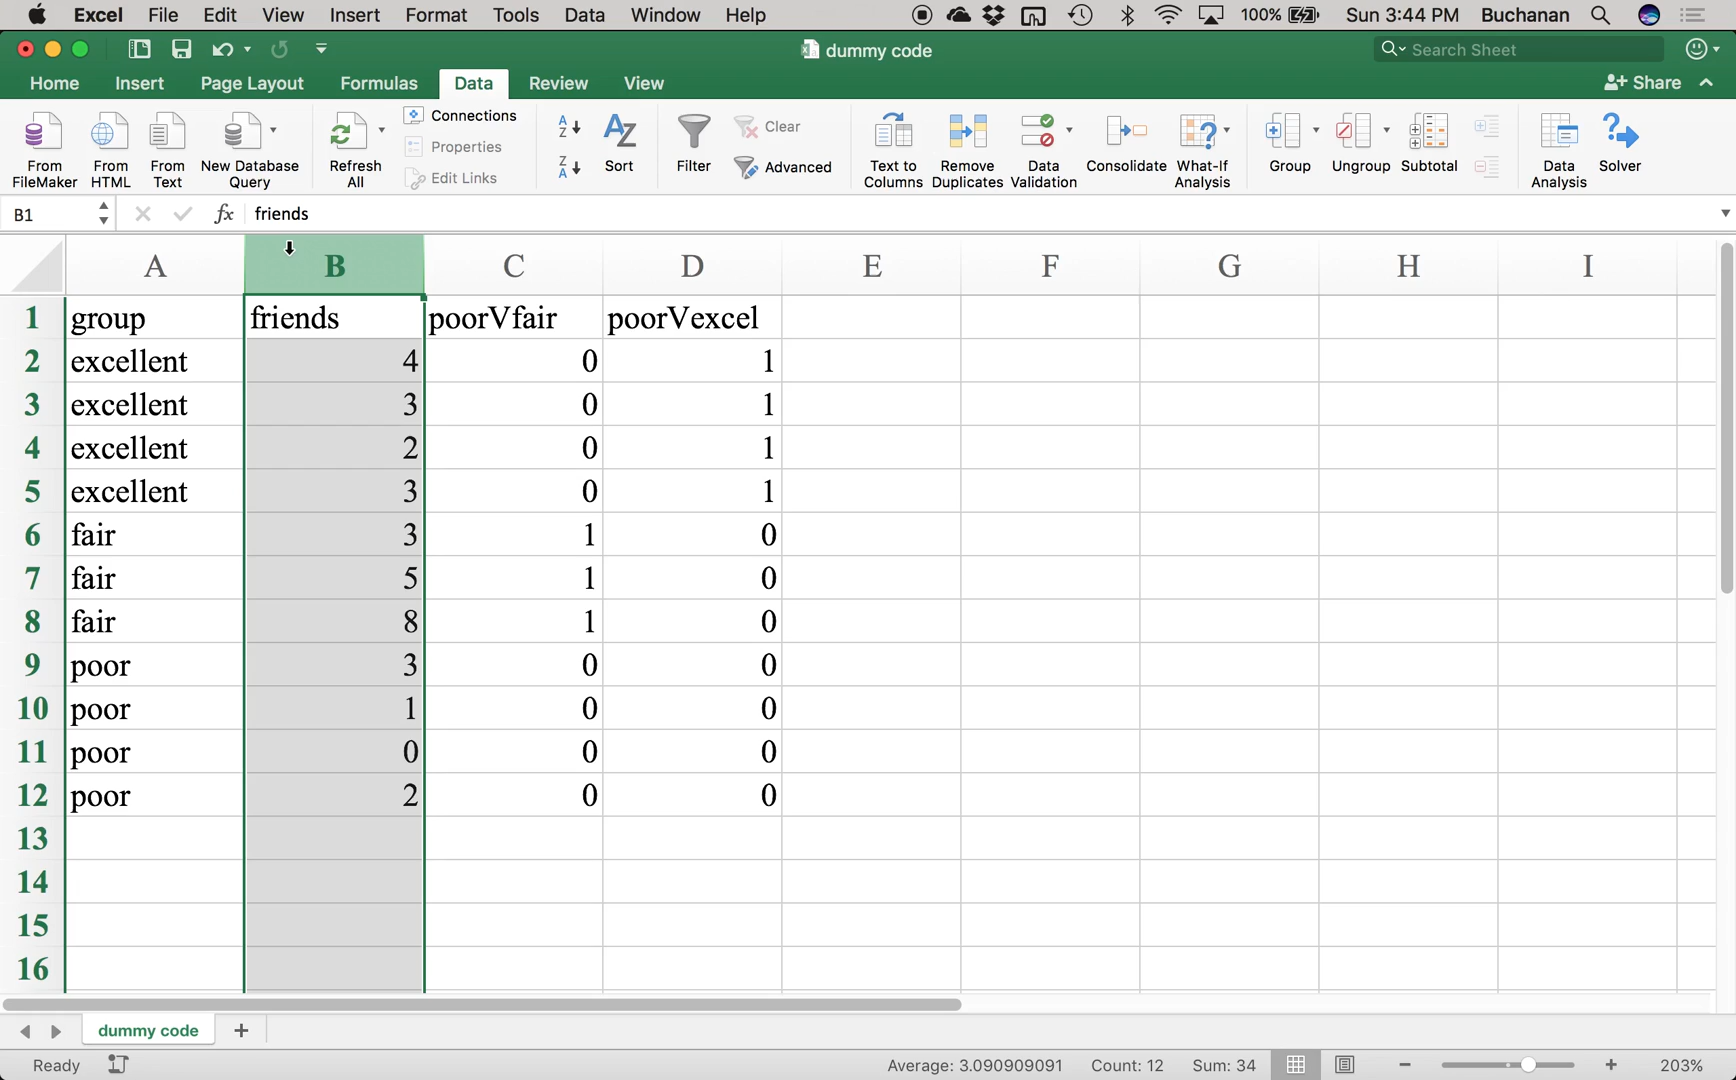 Excel File Edit View Insert Format Tools Data Window Help 100% Sun 3:44 PM Buchanan
dummy code Search Sheet
Home Insert Page Layout Formulas Data Review View Share
From FileMaker From HTML From Text New Database Query Refresh All Connections Properties Edit Links Sort Filter Clear Advanced Text to Columns Remove Duplicates Data Validation Consolidate What-If Analysis Group Ungroup Subtotal Data Analysis Solver
B1 fx friends
A B C D E F G H I
1 group friends poorVfair poorVexcel
2 excellent 4 0 1
3 excellent 3 0 1
4 excellent 2 0 1
5 excellent 3 0 1
6 fair 3 1 0
7 fair 5 1 0
8 fair 8 1 0
9 poor 3 0 0
10 poor 1 0 0
11 poor 0 0 0
12 poor 2 0 0
13
14
15
16
dummy code +
Ready Average: 3.090909091 Count: 12 Sum: 34 203%